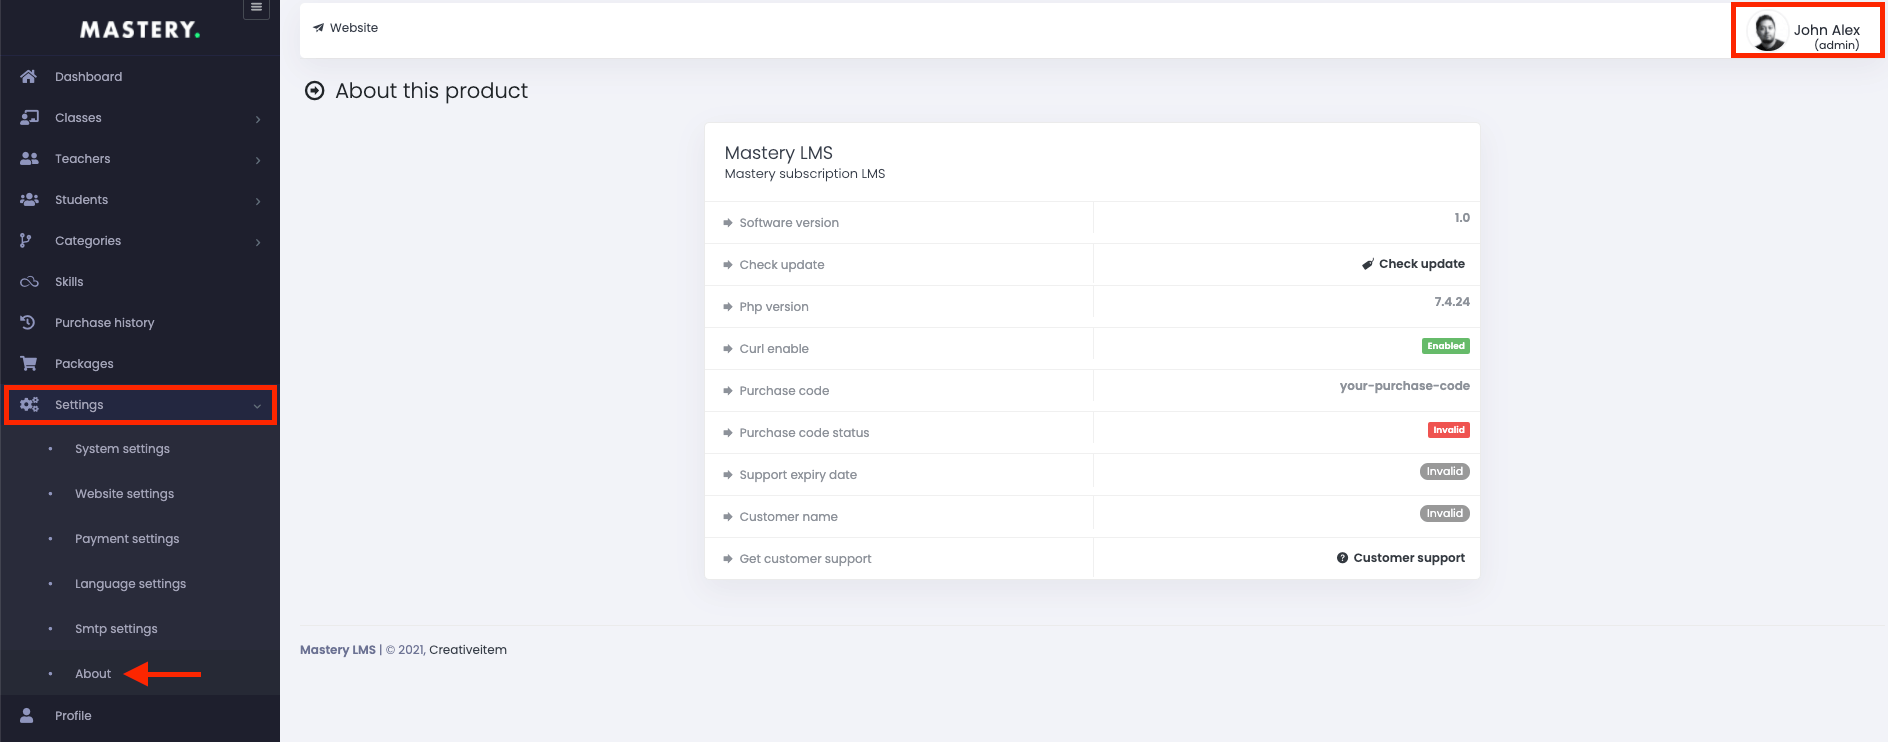 MASTERY.
Dashboard
Classes
Teachers
Students
Categories
Skills
Purchase history
Packages
Settings
System settings
Website settings
Payment settings
Language settings
Smtp settings
About
Profile
Website
John Alex
(admin)
About this product
Mastery LMS
Mastery subscription LMS
Software version 1.0
Check update Check update
Php version 7.4.24
Curl enable Enabled
Purchase code your-purchase-code
Purchase code status Invalid
Support expiry date Invalid
Customer name Invalid
Get customer support Customer support
Mastery LMS | © 2021, Creativeitem